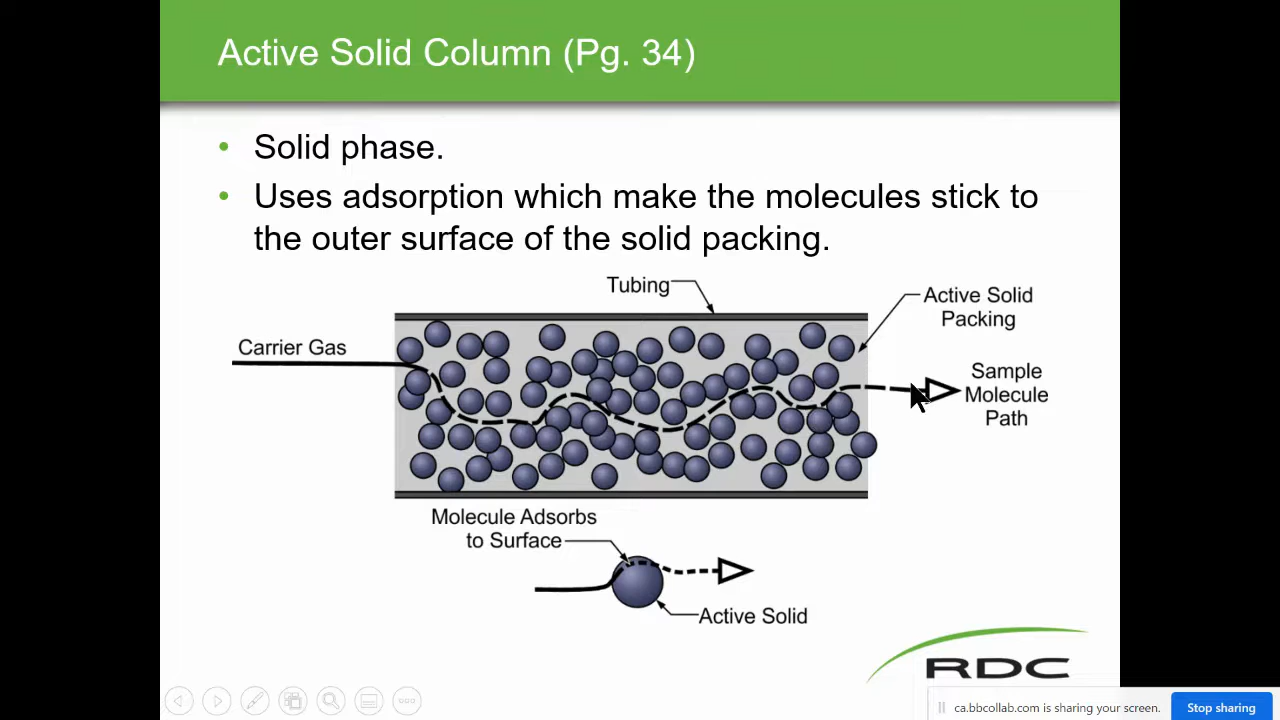 Active Solid Column (Pg. 34)
• Solid phase.
• Uses adsorption which make the molecules stick to
the outer surface of the solid packing.
Tubing
Active Solid
Packing
Carrier Gas
Sample
Molecule
Path
Molecule Adsorbs
to Surface
Active Solid
RDC
ca.bbcollab.com is sharing your screen.
Stop sharing